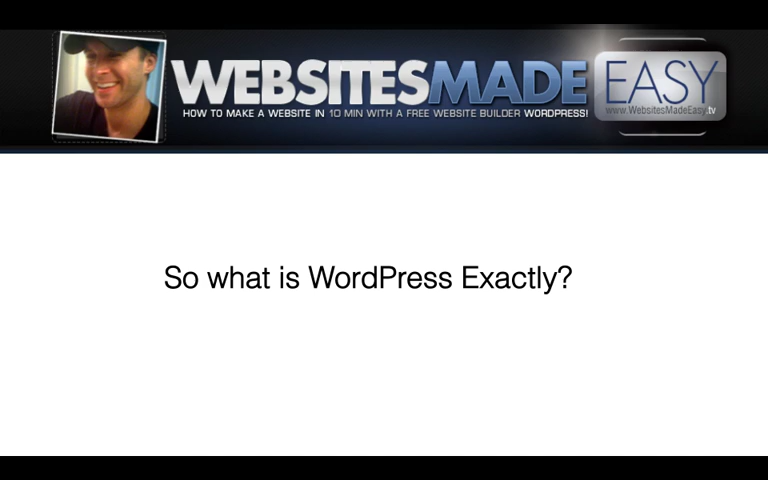 WEBSITESMADE EASY
HOW TO MAKE A WEBSITE IN 10 MIN WITH A FREE WEBSITE BUILDER WORDPRESS!
www.WebsitesMadeEasy.tv
So what is WordPress Exactly?